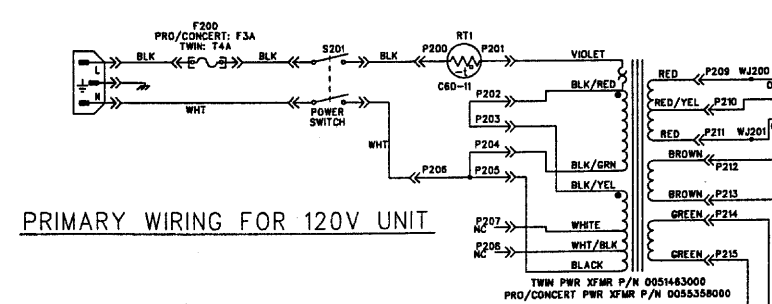 F200
PRO/CONCERT: F3A
TWIN: T4A
BLK
BLK
S201
BLK
P200
RT1
P201
VIOLET
L
N
C60-11
WHT
POWER
SWITCH
WHT
P202
BLK/RED
P203
P204
BLK/GRN
P206
P205
BLK/YEL
P207
NC
WHITE
P208
NC
WHT/BLK
BLACK
RED
P209
WJ200
RED/YEL
P210
RED
P211
WJ201
BROWN
P212
BROWN
P213
GREEN
P214
GREEN
P215
PRIMARY WIRING FOR 120V UNIT
TWIN PWR XFMR P/N 0051463000
PRO/CONCERT PWR XFMR P/N 0055358000